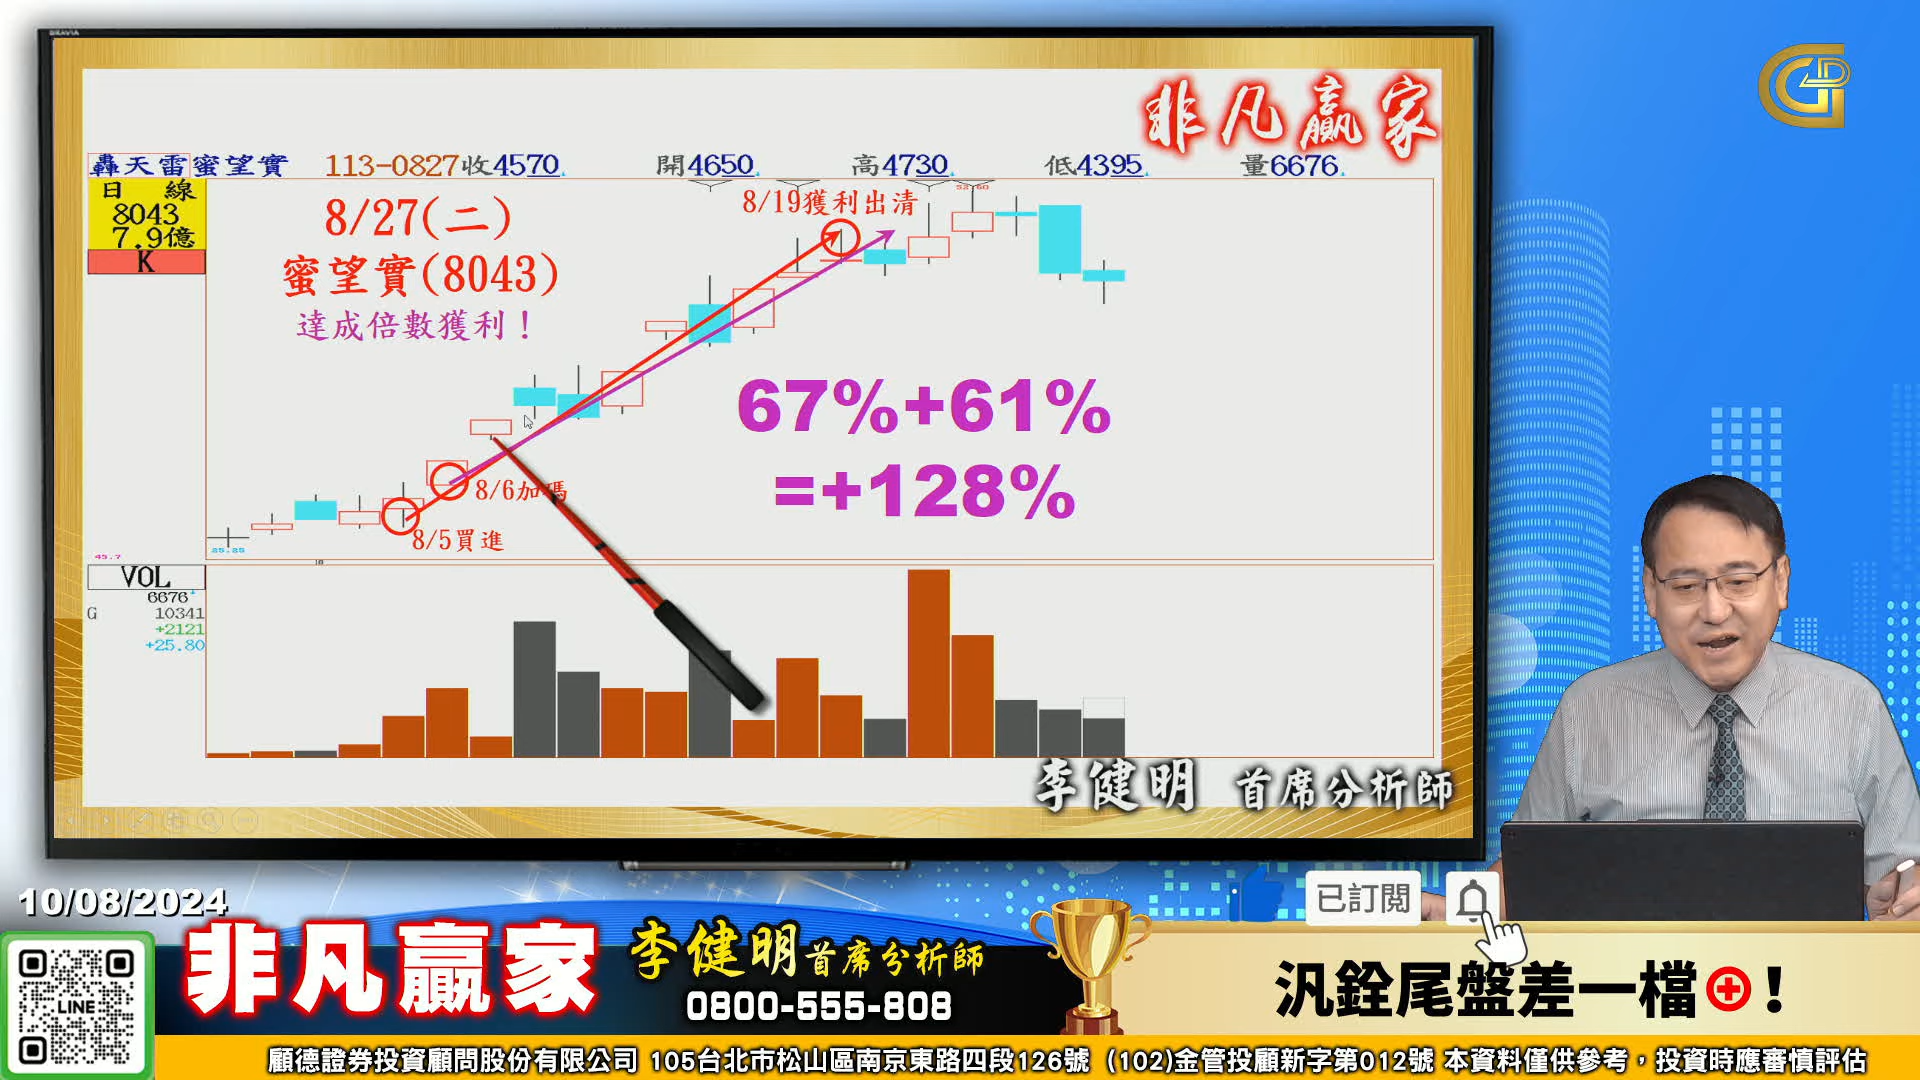 BRAVIA
非凡贏家
轟天雷蜜望實 113-0827收4570 開4650 高4730 低4395 量6676
日 線
8043
7.9億
K
8/27(二)
蜜望實(8043)
達成倍數獲利!
8/19獲利出清
52.60
67%+61%
=+128%
8/6加碼
8/5買進
45.7
VOL
6676
G 10341
+2121
+25.80
李健明 首席分析師
GD
10/08/2024
已訂閱
非凡贏家 李健明首席分析師
0800-555-808
LINE
汎銓尾盤差一檔⊕!
顧德證券投資顧問股份有限公司 105台北市松山區南京東路四段126號 (102)金管投顧新字第012號 本資料僅供參考，投資時應審慎評估